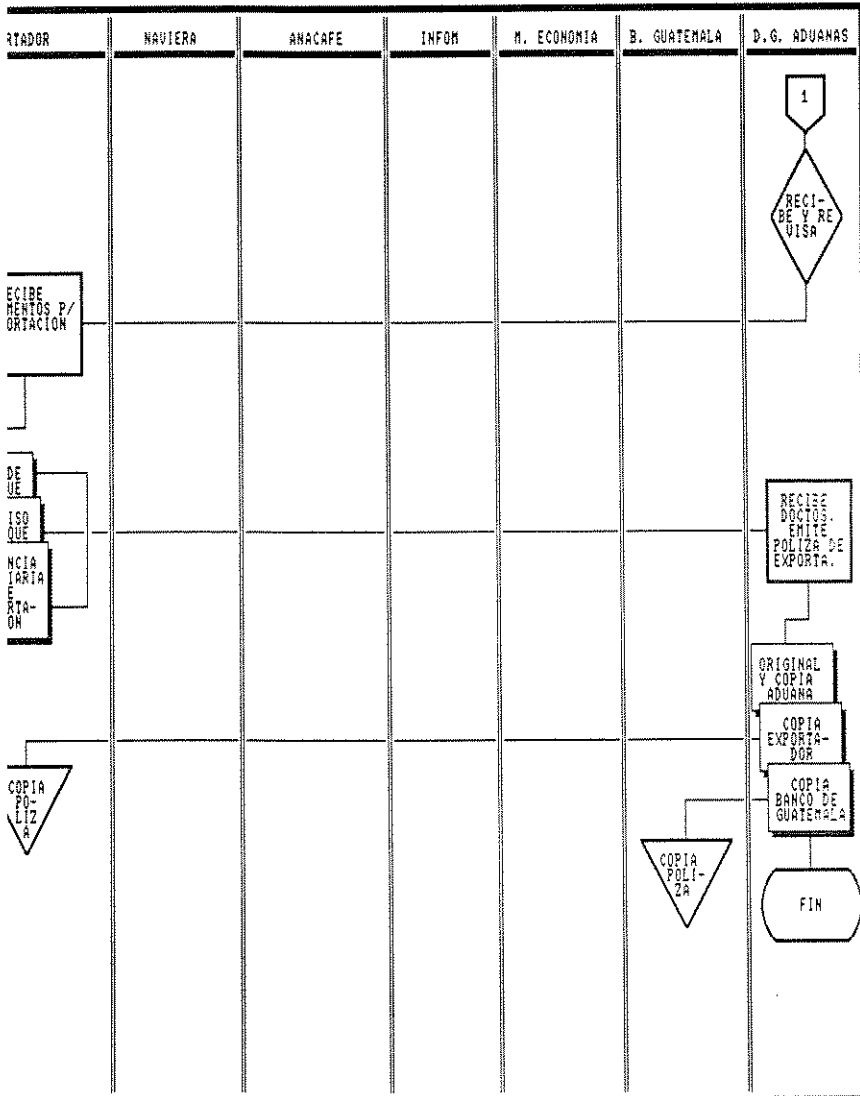 RTADOR
NAVIERA
ANACAFE
INFOM
M. ECONOMIA
B. GUATEMALA
D.G. ADUANAS
1
RECI-
BE Y RE
VISA
ECIBE
MENTOS P/
ORTACION
DE
UE
ISO
QUE
NCIA
IARIA
E
RTA-
ON
RECIBE
DOCTOS.
EMITE
POLIZA DE
EXPORTA.
ORIGINAL
Y COPIA
ADUANA
COPIA
EXPORTA-
DOR
COPIA
BANCO DE
GUATEMALA
COPIA
PO-
LIZ
A
COPIA
POLI-
ZA
FIN